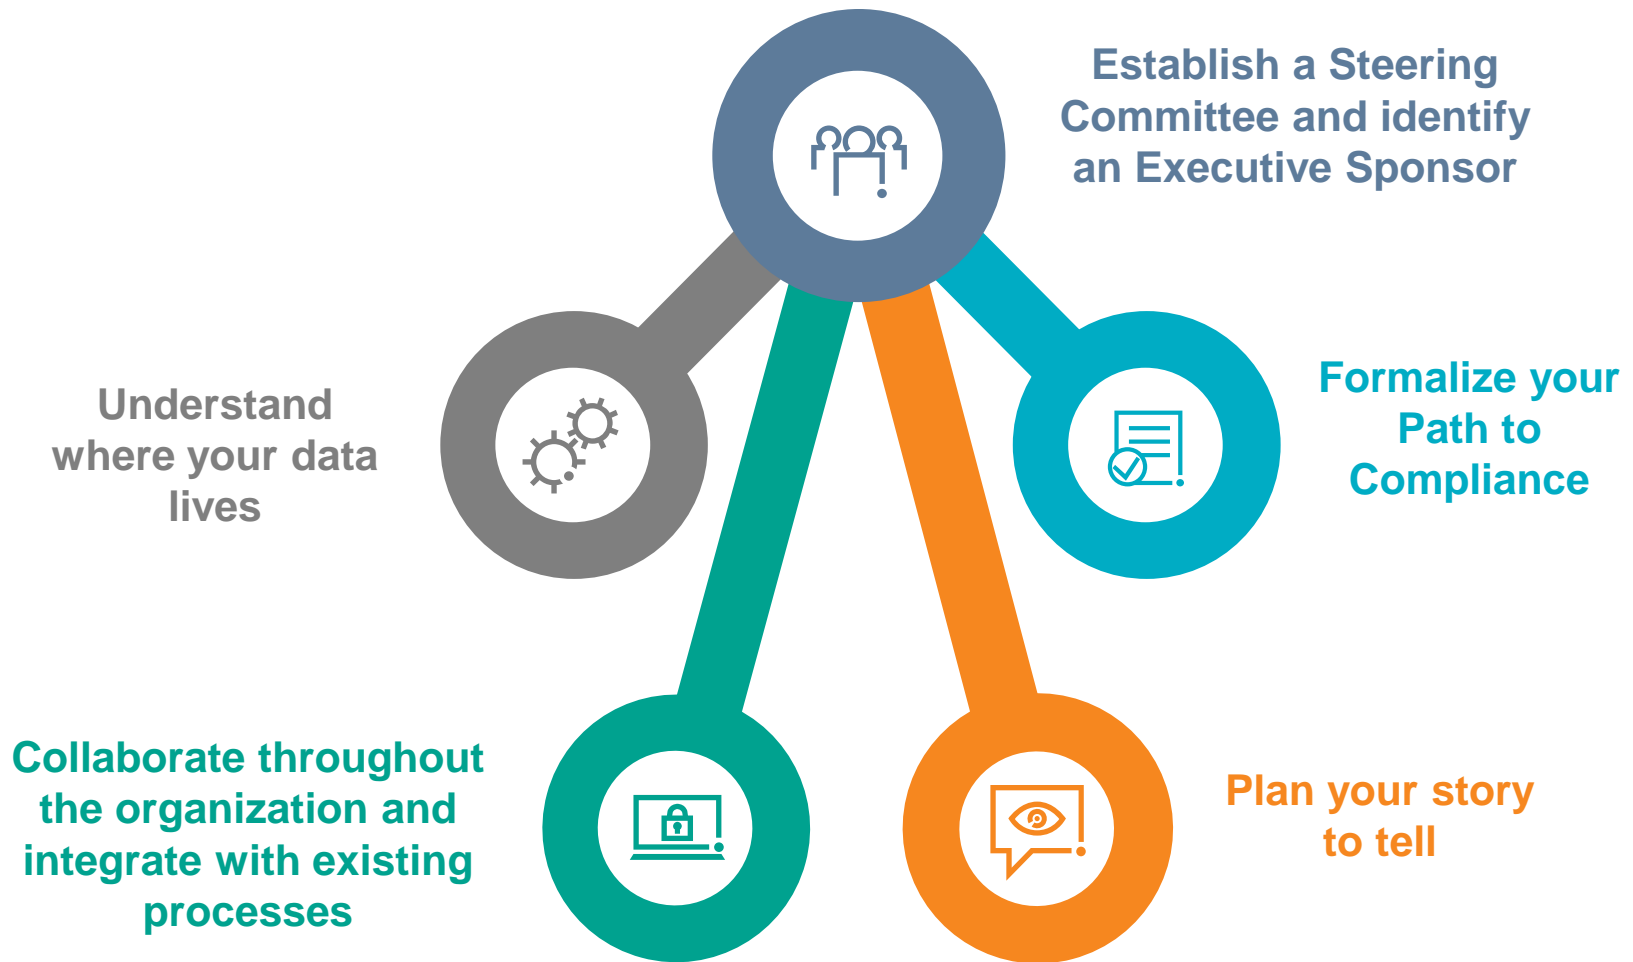 Establish a Steering
Committee and identify
an Executive Sponsor
Understand
where your data
lives
Formalize your
Path to
Compliance
Collaborate throughout
the organization and
integrate with existing
processes
Plan your story
to tell